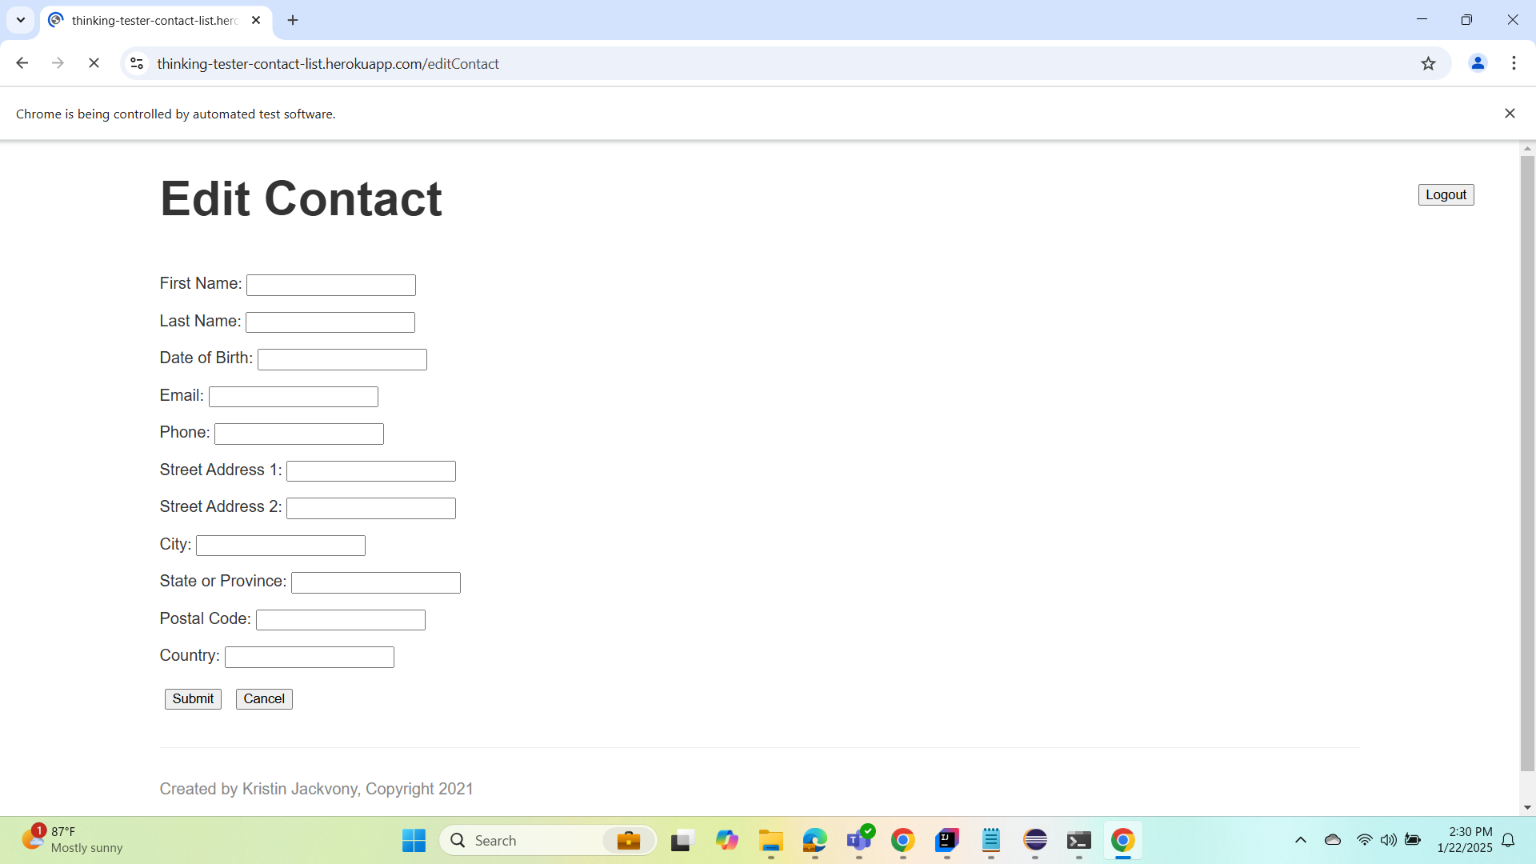 thinking-tester-contact-list.herc
thinking-tester-contact-list.herokuapp.com/editContact
Chrome is being controlled by automated test software.
Edit Contact
Logout
First Name:
Last Name:
Date of Birth:
Email:
Phone:
Street Address 1:
Street Address 2:
City:
State or Province:
Postal Code:
Country:
Submit Cancel
Created by Kristin Jackvony, Copyright 2021
1
87°F
Mostly sunny
Search
2:30 PM
1/22/2025